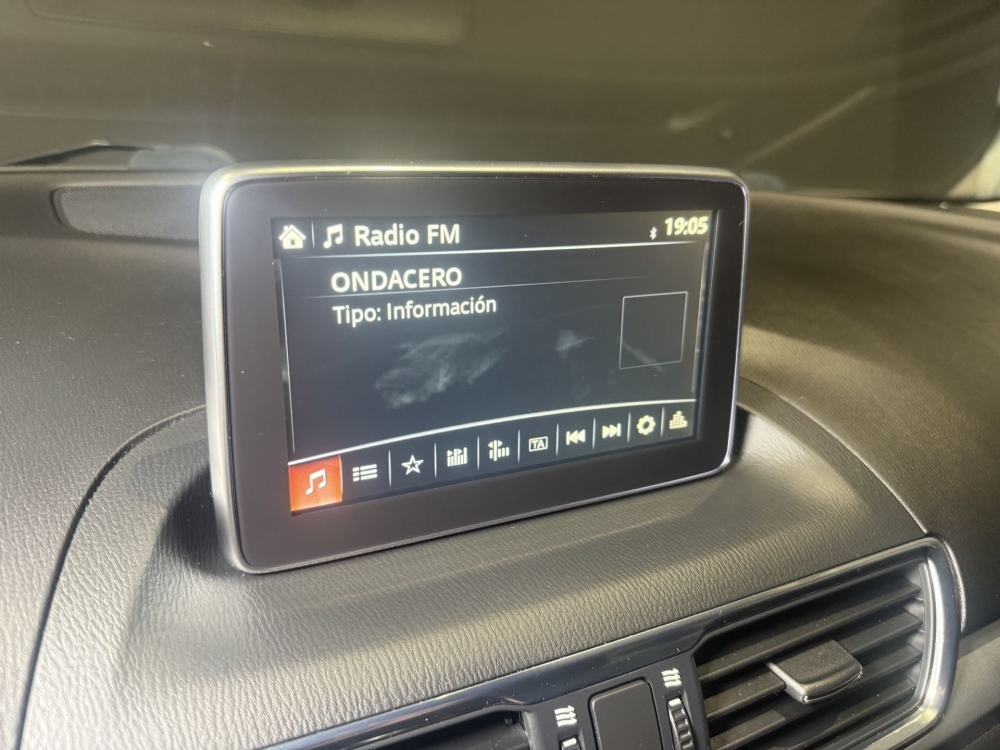 Radio FM
19:05
ONDACERO
Tipo: Información
TA